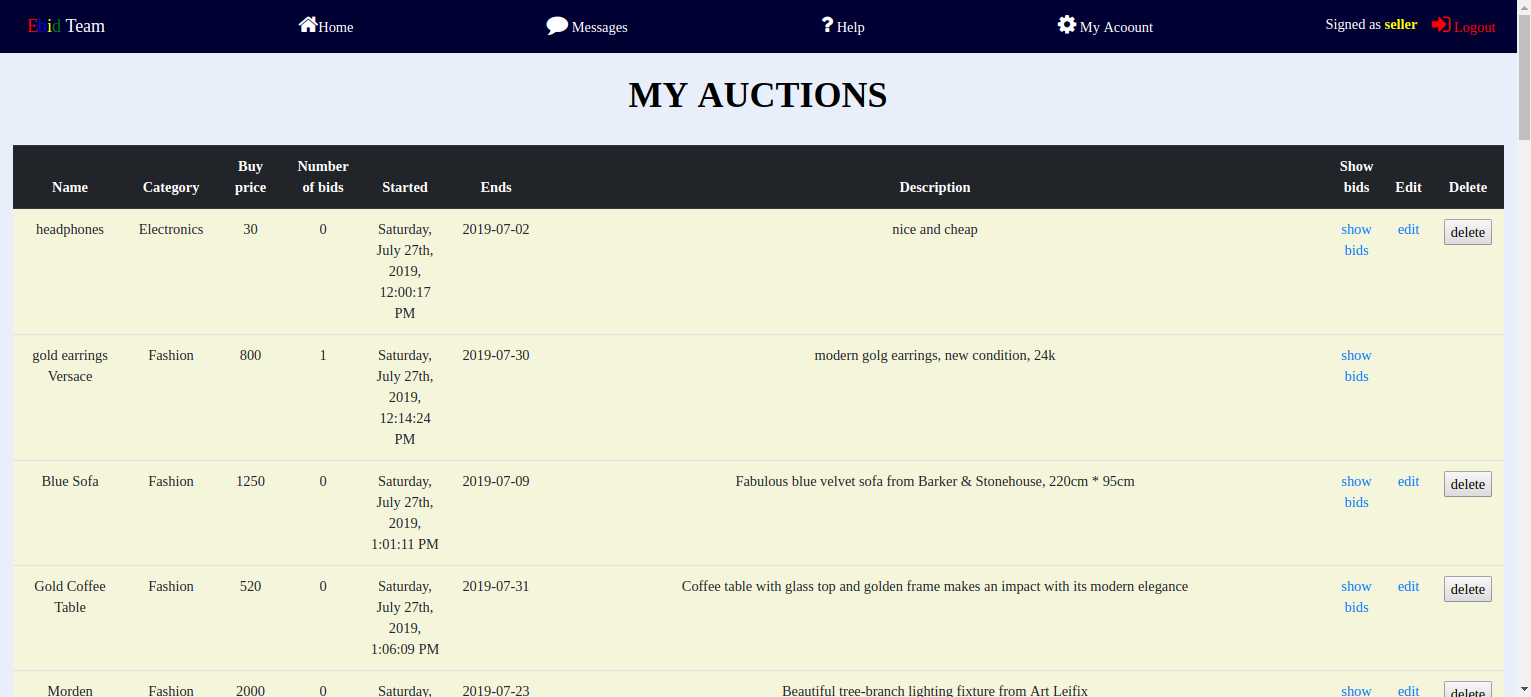 Ebid Team Home Messages ? Help My Acoount Signed as seller Logout
MY AUCTIONS
Name Category Buy price Number of bids Started Ends Description Show bids Edit Delete
headphones Electronics 30 0 Saturday, July 27th, 2019, 12:00:17 PM 2019-07-02 nice and cheap show bids edit delete
gold earrings Versace Fashion 800 1 Saturday, July 27th, 2019, 12:14:24 PM 2019-07-30 modern golg earrings, new condition, 24k show bids
Blue Sofa Fashion 1250 0 Saturday, July 27th, 2019, 1:01:11 PM 2019-07-09 Fabulous blue velvet sofa from Barker & Stonehouse, 220cm * 95cm show bids edit delete
Gold Coffee Table Fashion 520 0 Saturday, July 27th, 2019, 1:06:09 PM 2019-07-31 Coffee table with glass top and golden frame makes an impact with its modern elegance show bids edit delete
Morden Fashion 2000 0 Saturday, 2019-07-23 Beautiful tree-branch lighting fixture from Art Leifix show edit delete